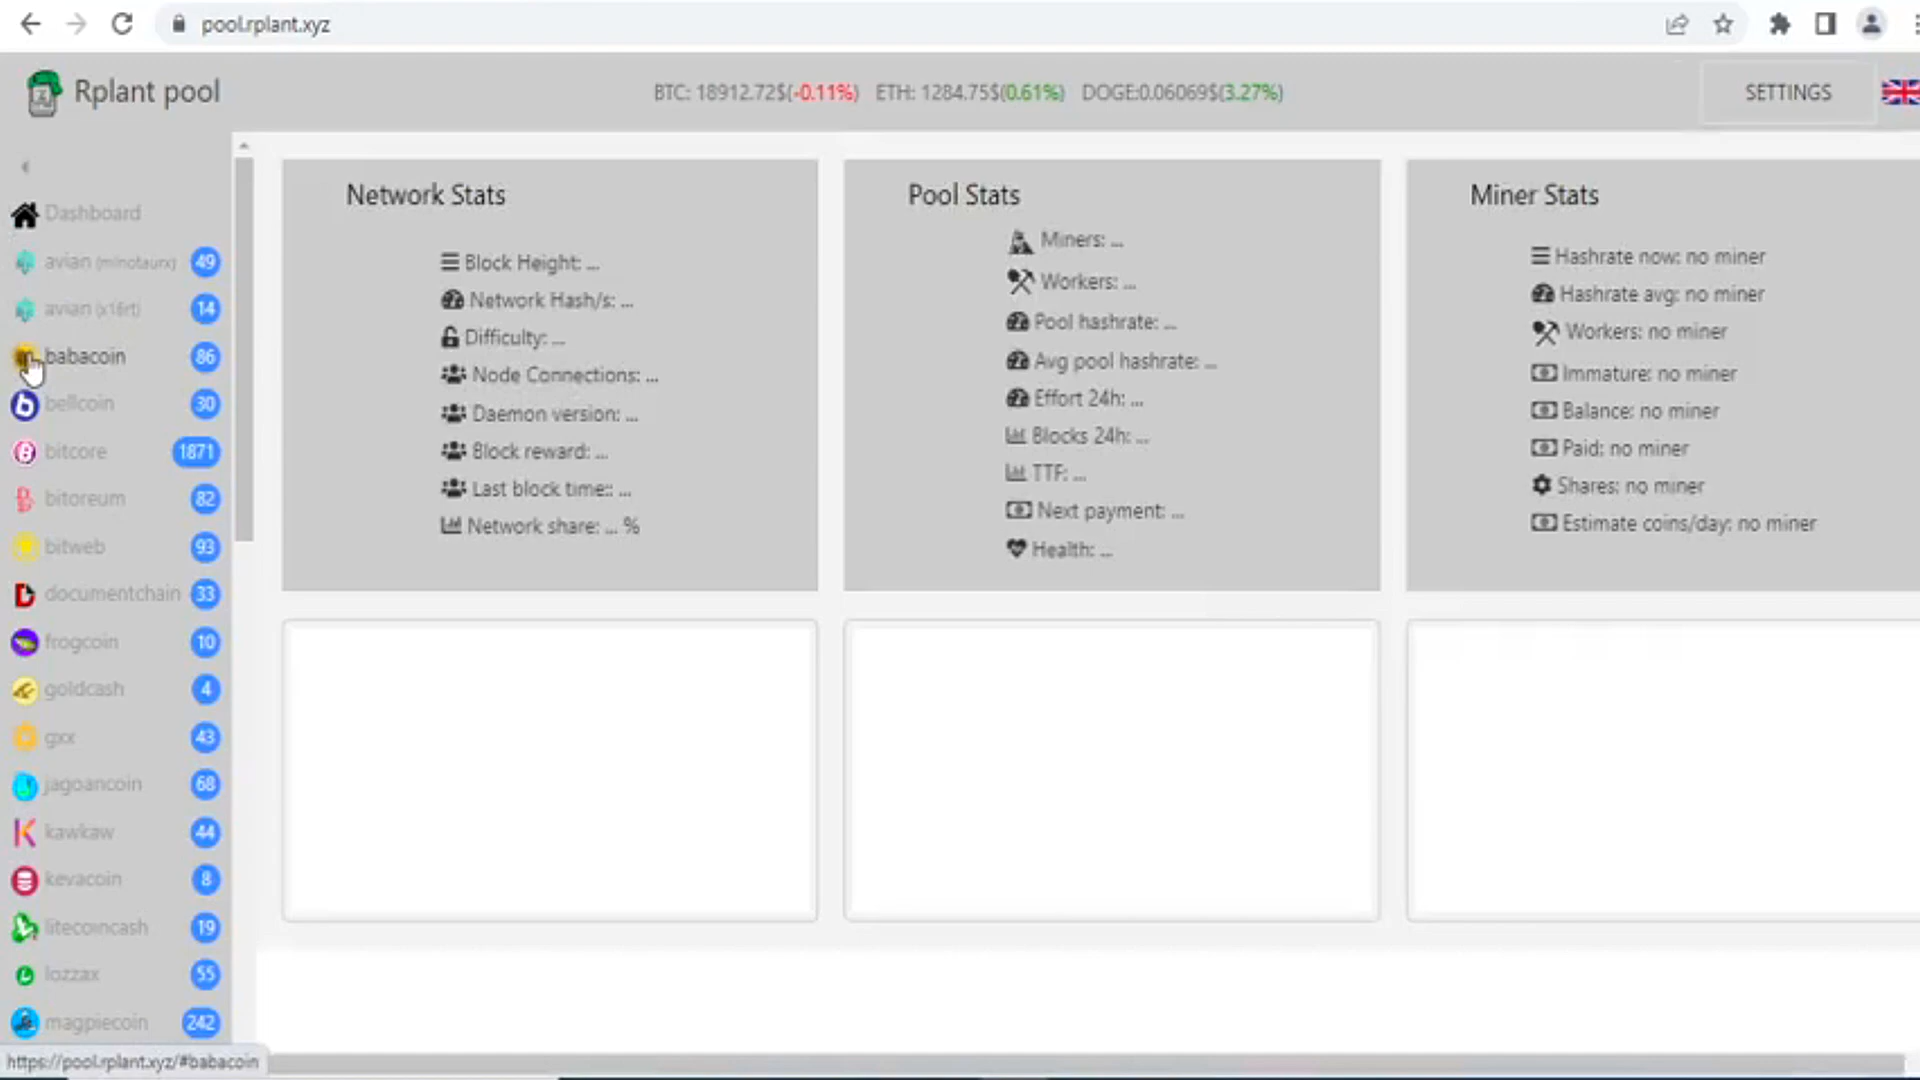 pool.rplant.xyz
Rplant pool
BTC: 18912.72$(-0.11%) ETH: 1284.75$(0.61%) DOGE:0.06069$(3.27%)
SETTINGS
Dashboard
avian (minotaurx) 49
avian (x16rt) 14
babacoin 86
bellcoin 30
bitcore 1871
bitoreum 82
bitweb 93
documentchain 33
frogcoin 10
goldcash 4
gxx 43
jagoancoin 68
kawkaw 44
kevacoin 8
litecoincash 19
lozzax 55
magpiecoin 242
Network Stats
Block Height: ...
Network Hash/s: ...
Difficulty: ...
Node Connections: ...
Daemon version: ...
Block reward: ...
Last block time:: ...
Network share: ... %
Pool Stats
Miners: ...
Workers: ...
Pool hashrate: ...
Avg pool hashrate: ...
Effort 24h: ...
Blocks 24h: ...
TTF: ...
Next payment: ...
Health: ...
Miner Stats
Hashrate now: no miner
Hashrate avg: no miner
Workers: no miner
Immature: no miner
Balance: no miner
Paid: no miner
Shares: no miner
Estimate coins/day: no miner
https://pool.rplant.xyz/#babacoin